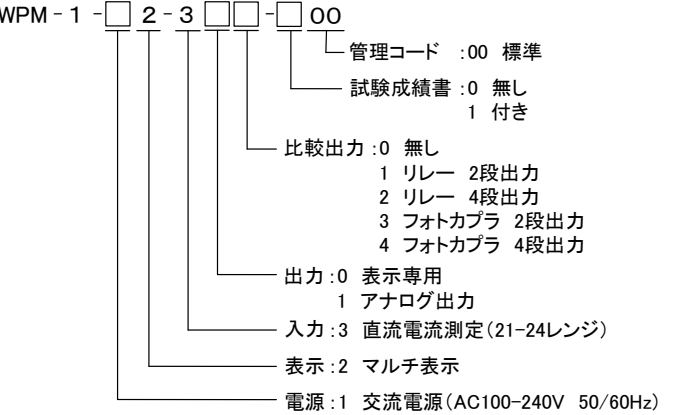 WPM-1-□2-3□□-□00
管理コード :00 標準
試験成績書:0 無し
1 付き
比較出力:0 無し
1 リレー 2段出力
2 リレー 4段出力
3 フォトカプラ 2段出力
4 フォトカプラ 4段出力
出力:0 表示専用
1 アナログ出力
入力:3 直流電流測定(21-24レンジ)
表示:2 マルチ表示
電源:1 交流電源(AC100-240V 50/60Hz)